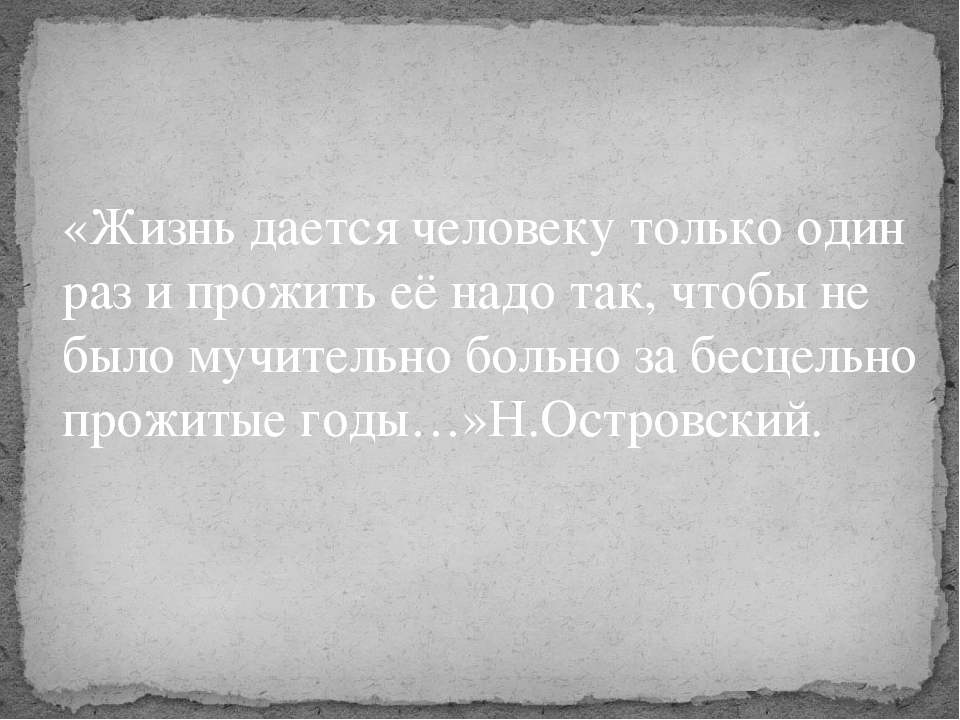 «Жизнь дается человеку только один
раз и прожить её надо так, чтобы не
было мучительно больно за бесцельно
прожитые годы…»Н.Островский.